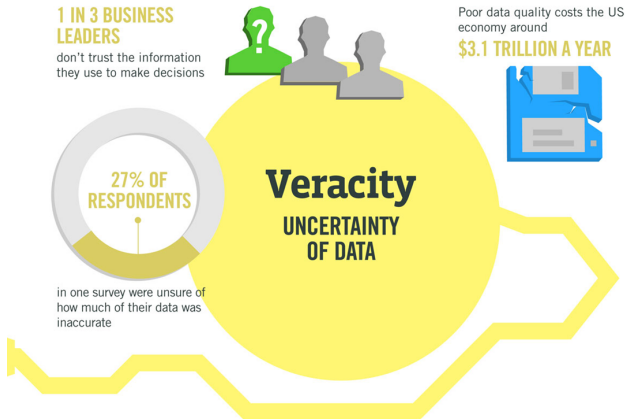 1 IN 3 BUSINESS
LEADERS
don't trust the information
they use to make decisions
?
Poor data quality costs the US
economy around
$3.1 TRILLION A YEAR
27% OF
RESPONDENTS
in one survey were unsure of
how much of their data was
inaccurate
Veracity
UNCERTAINTY
OF DATA